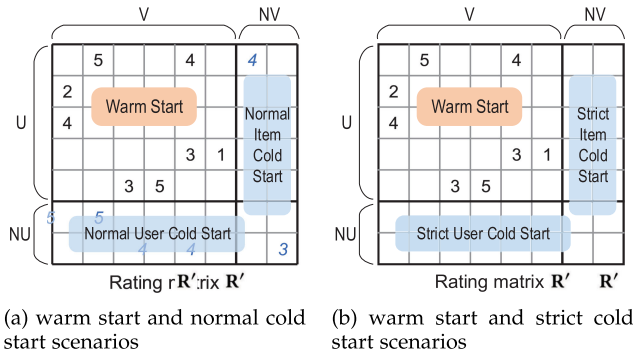 V NV V NV
5 4 4 5 4
2 2
Warm Start Warm Start
4 4
Normal Item Cold Start
Strict Item Cold Start
U U
3 1 3 1
3 5 3 5
5 5
NU Normal User Cold Start NU Strict User Cold Start
4 4 3
Rating r R′ :rix R′ Rating matrix R′ R′
(a) warm start and normal cold (b) warm start and strict cold
start scenarios start scenarios